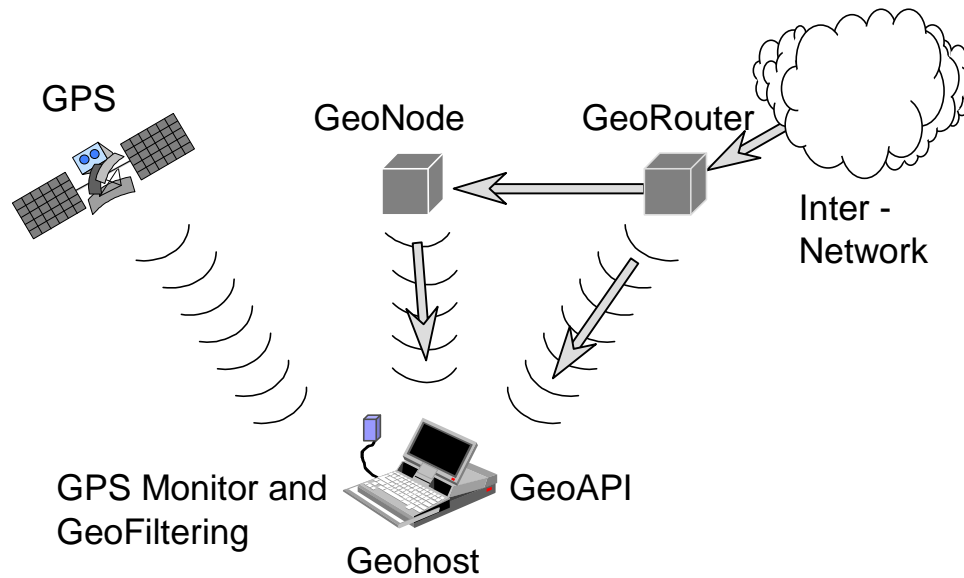 GPS
GeoNode
GeoRouter
Inter -
Network
GPS Monitor and
GeoFiltering
GeoAPI
Geohost